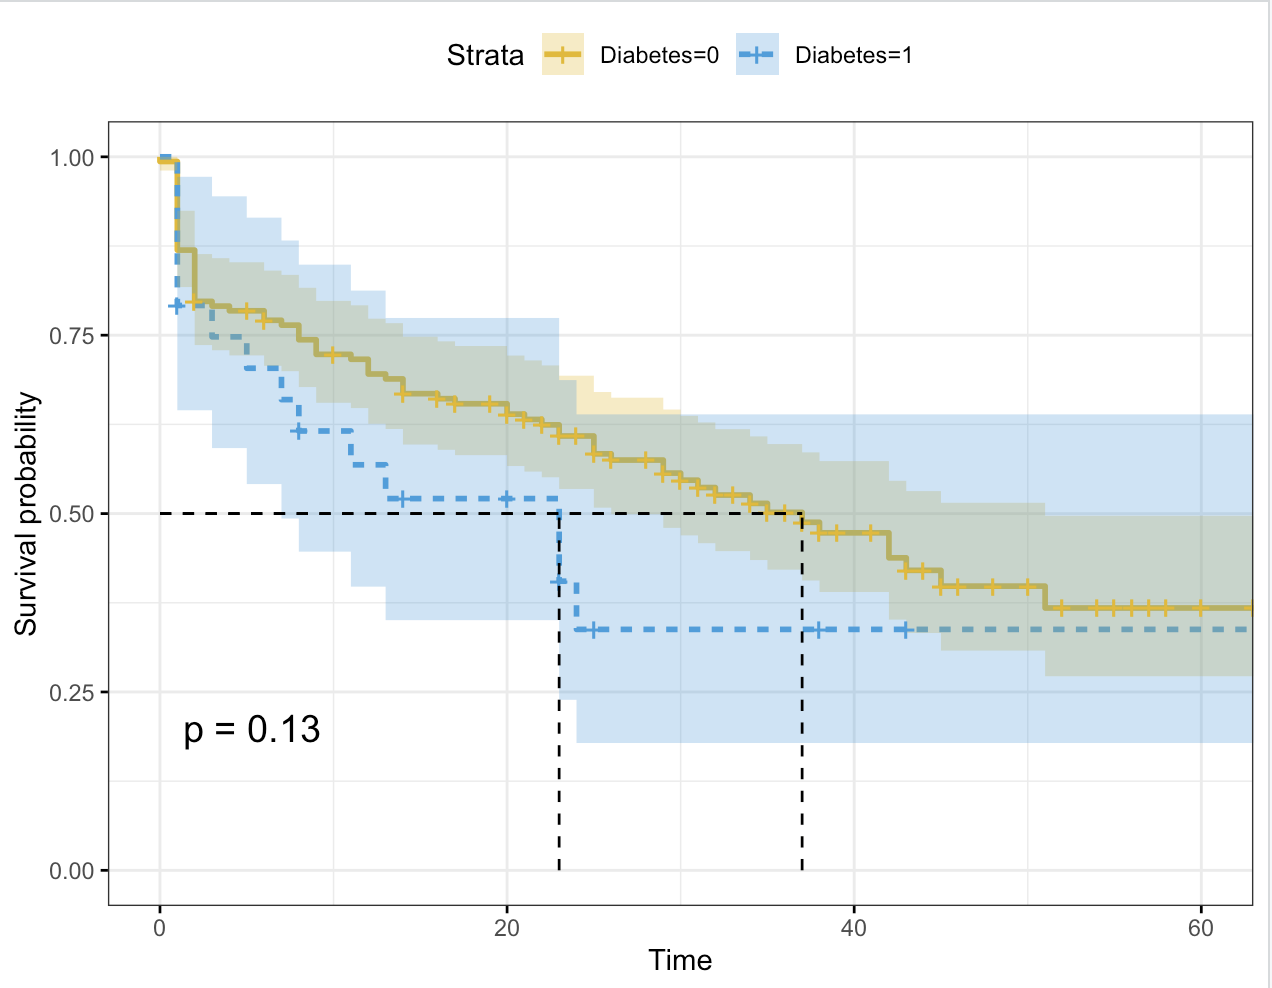 Strata Diabetes=0 Diabetes=1
1.00
0.75
0.50
0.25
0.00
Survival probability
p = 0.13
0 20 40 60
Time